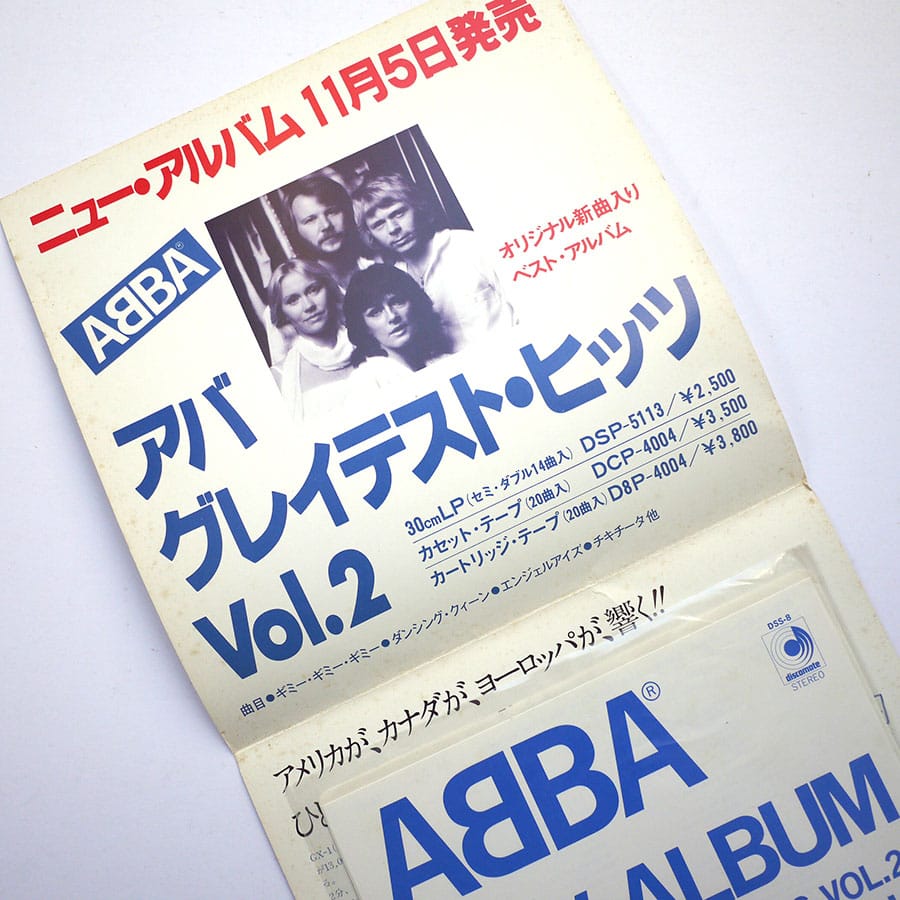 ニュー・アルバム 11月5日発売
ABBA®
オリジナル新曲入り
ベスト・アルバム
アバ
グレイテスト・ヒッツ
Vol.2
30cmLP(セミ・ダブル14曲入) DSP-5113/¥2,500
カセット・テープ(20曲入) DCP-4004/¥3,500
カートリッジ・テープ(20曲入) D8P-4004/¥3,800
曲目●ギミー・ギミー・ギミー●ダンシング・クィーン●エンジェルアイズ●チキチータ他
アメリカが、カナダが、ヨーロッパが、響く!!
DSS-8
discomate
STEREO
ABBA®
ALBUM
VOL.2